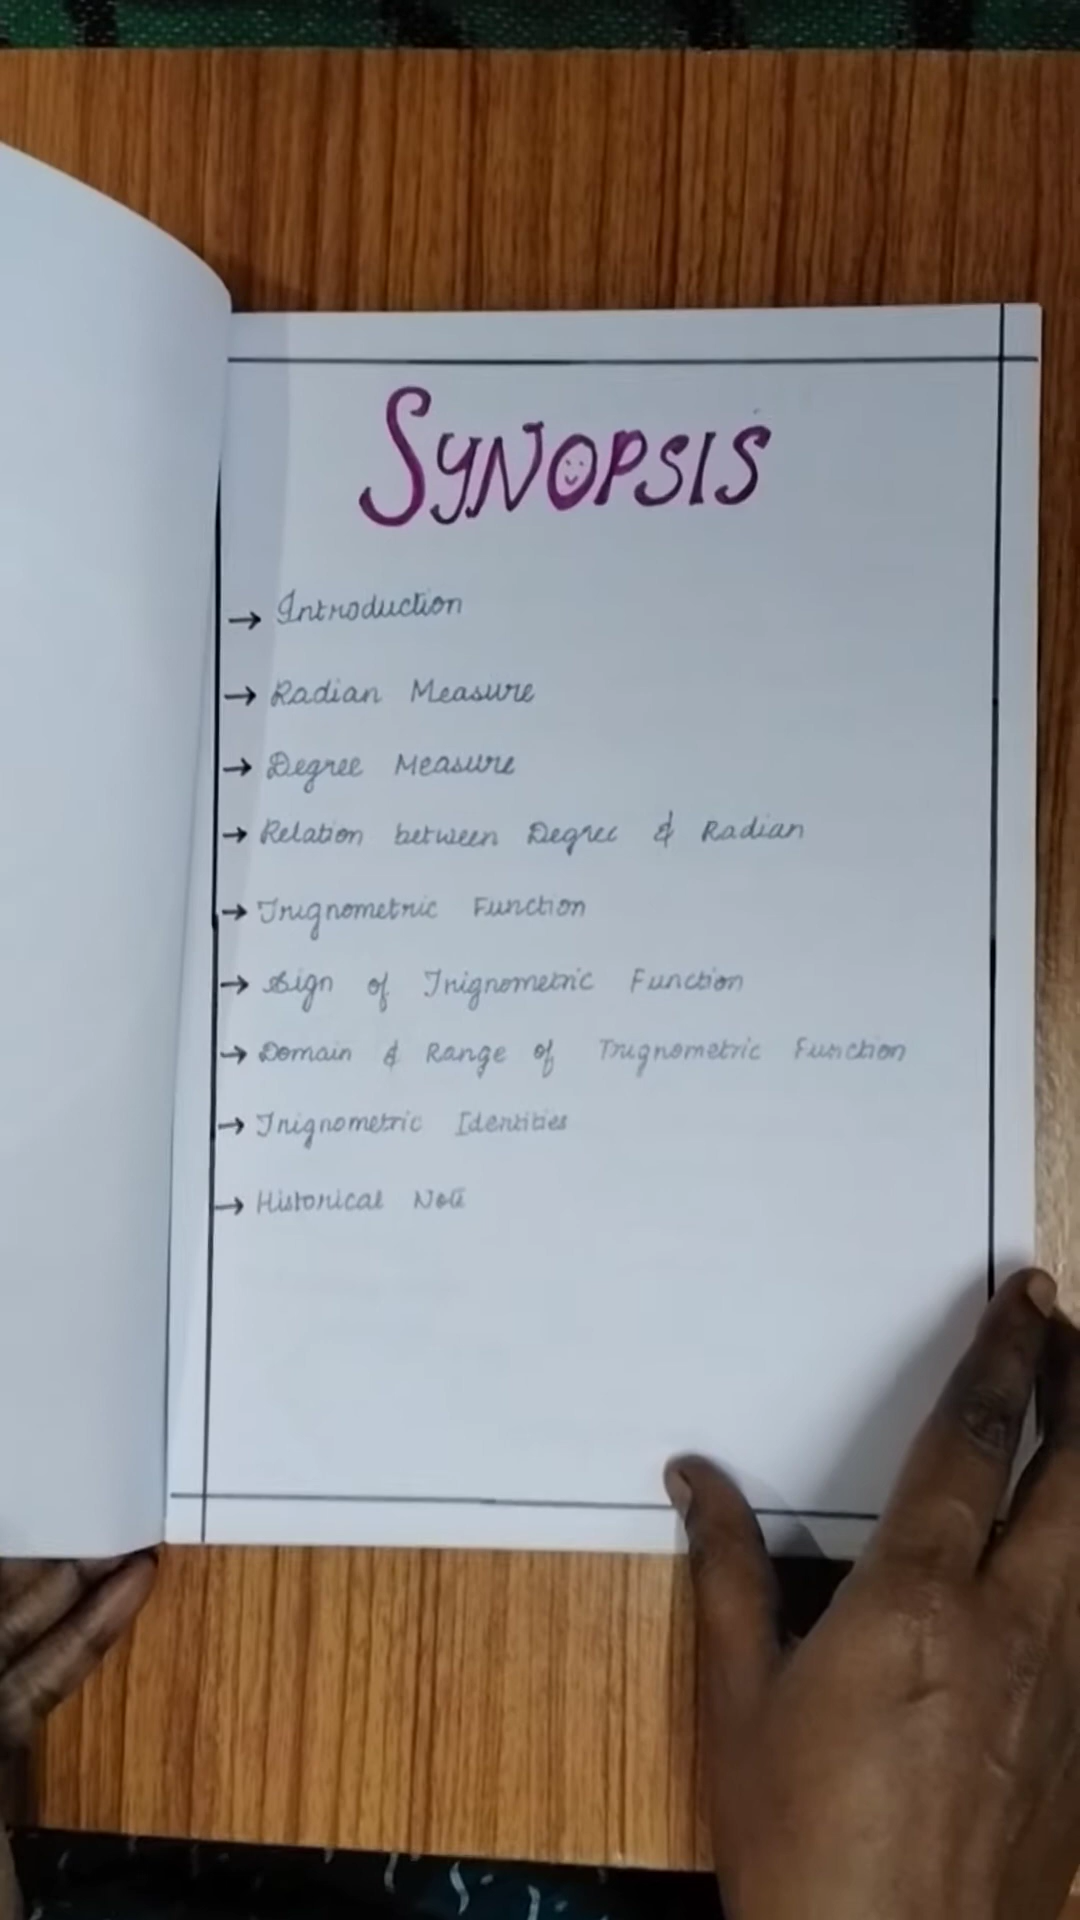 SYNOPSIS
→ Introduction
→ Radian Measure
→ Degree Measure
→ Relation between Degree & Radian
→ Trignometric Function
→ Sign of Trignometric Function
→ Domain & Range of Trignometric Function
→ Trignometric Identities
→ Historical Note